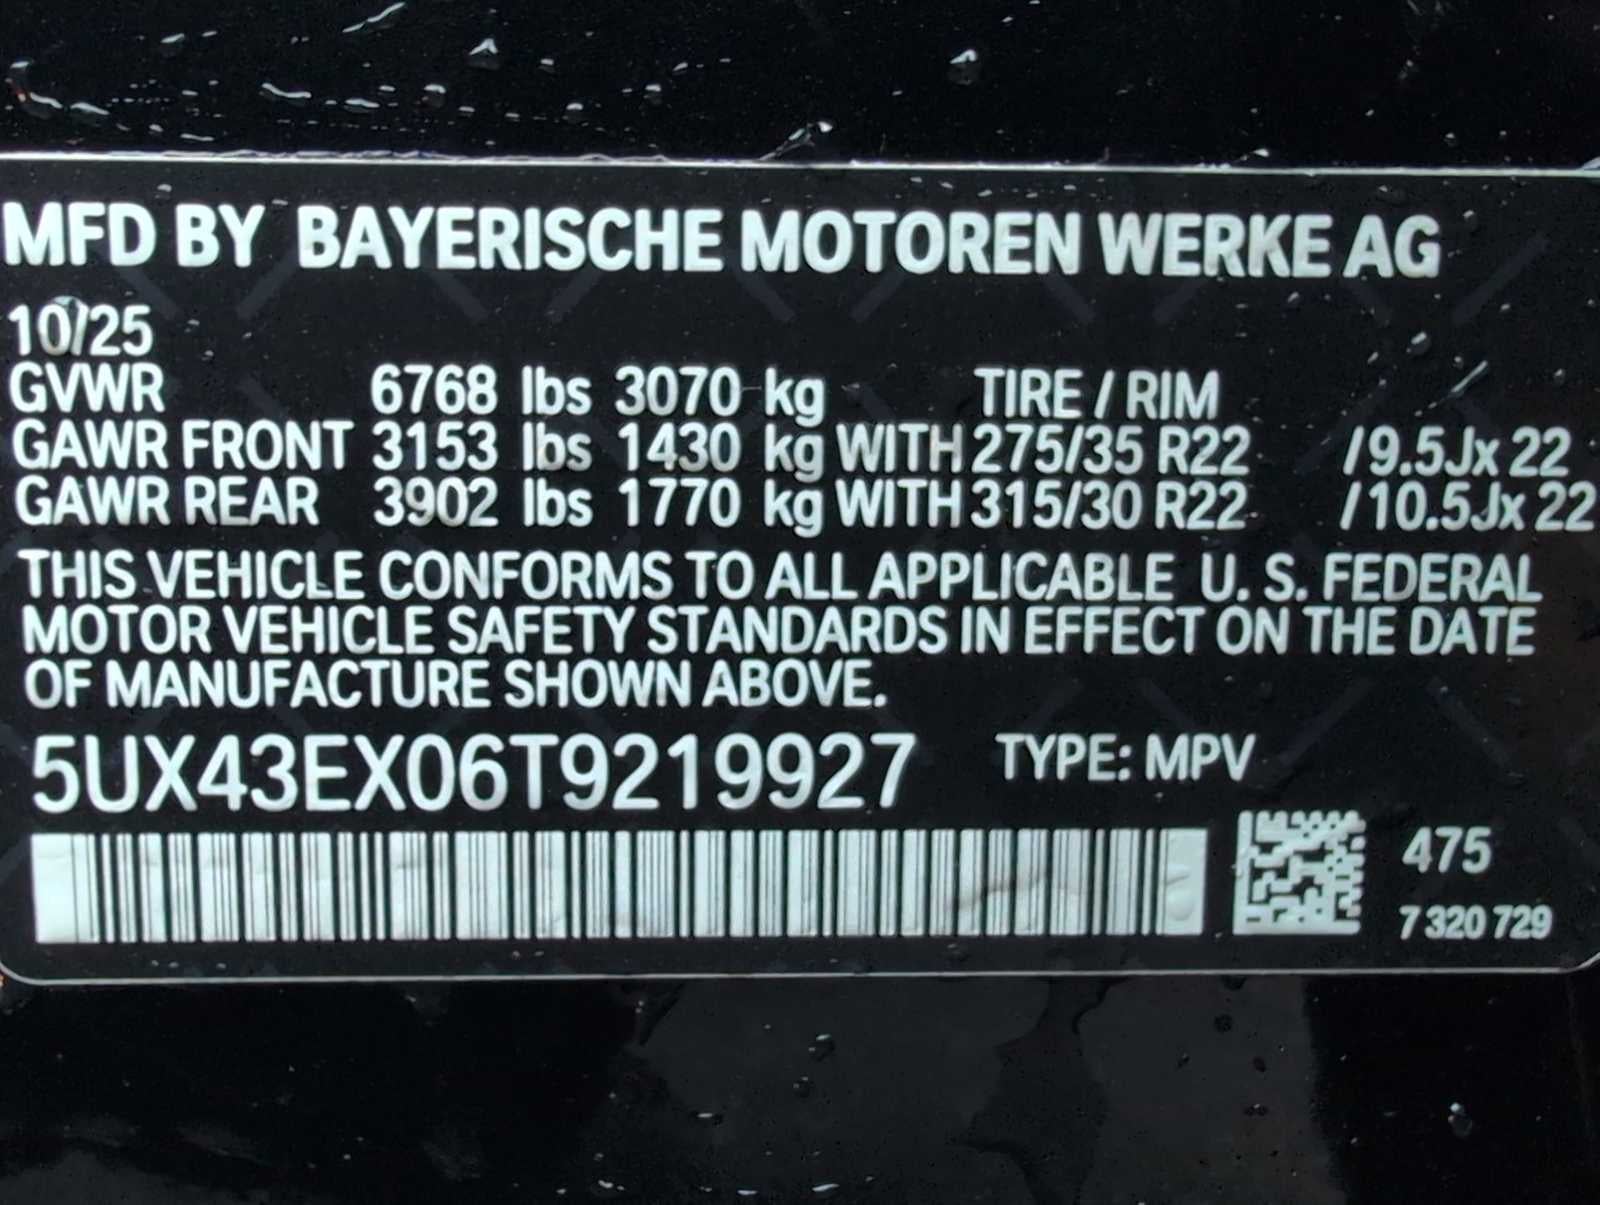 MFD BY BAYERISCHE MOTOREN WERKE AG
10/25
GVWR 6768 lbs 3070 kg TIRE / RIM
GAWR FRONT 3153 lbs 1430 kg WITH 275/35 R22 /9.5Jx 22
GAWR REAR 3902 lbs 1770 kg WITH 315/30 R22 /10.5Jx 22
THIS VEHICLE CONFORMS TO ALL APPLICABLE U. S. FEDERAL
MOTOR VEHICLE SAFETY STANDARDS IN EFFECT ON THE DATE
OF MANUFACTURE SHOWN ABOVE.
5UX43EX06T9219927 TYPE: MPV
475
7 320 729